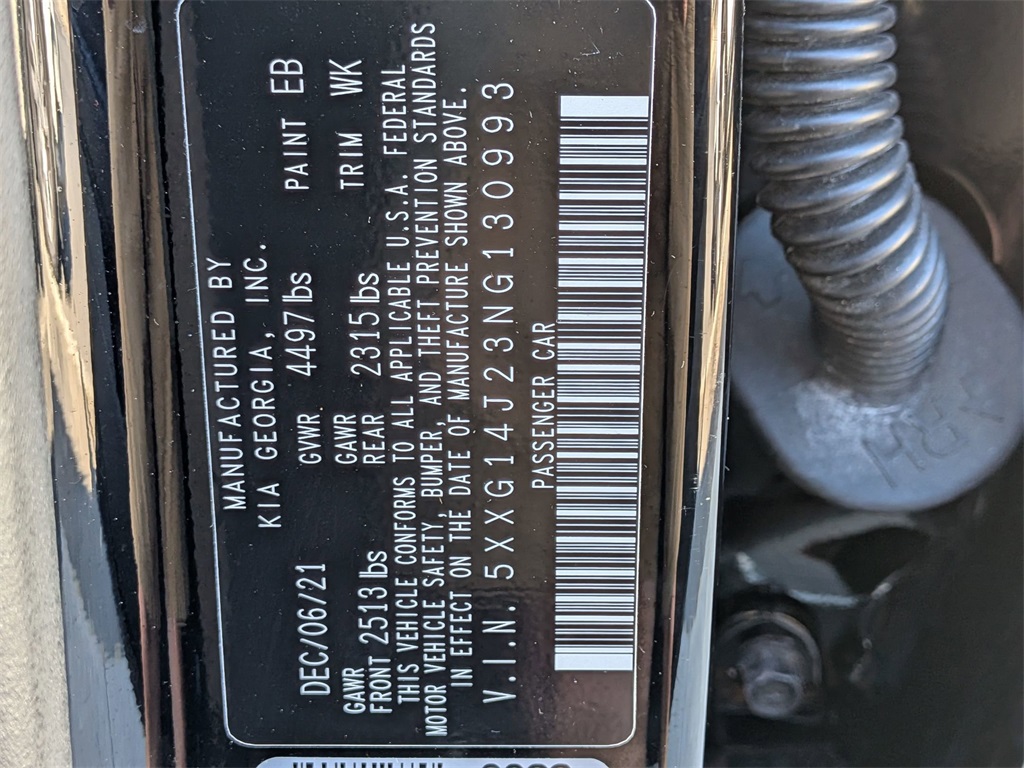 MANUFACTURED BY
KIA GEORGIA, INC.
DEC/06/21 GVWR 4497 lbs PAINT EB
GAWR FRONT 2513 lbs GAWR REAR 2315 lbs TRIM WK
THIS VEHICLE CONFORMS TO ALL APPLICABLE U.S.A. FEDERAL
MOTOR VEHICLE SAFETY, BUMPER, AND THEFT PREVENTION STANDARDS
IN EFFECT ON THE DATE OF MANUFACTURE SHOWN ABOVE.
V.I.N. 5XXG14J23NG130993
PASSENGER CAR